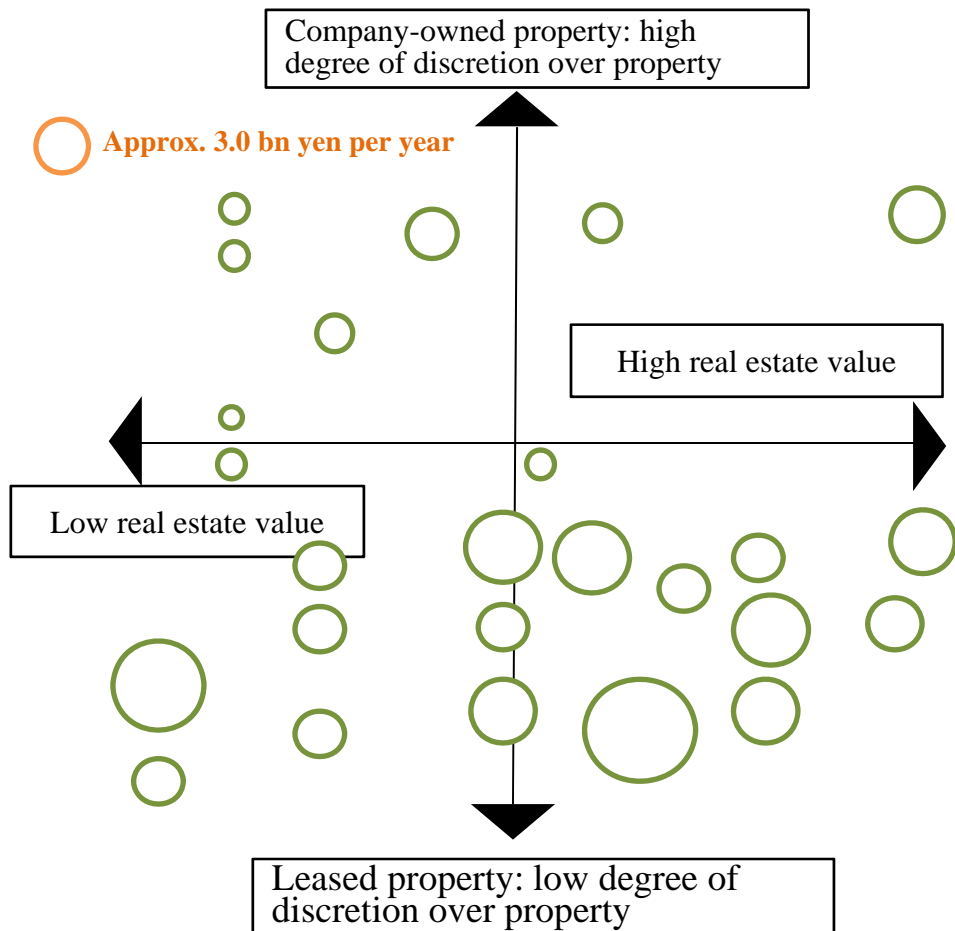 Company-owned property: high
degree of discretion over property
Approx. 3.0 bn yen per year
High real estate value
Low real estate value
Leased property: low degree of
discretion over property